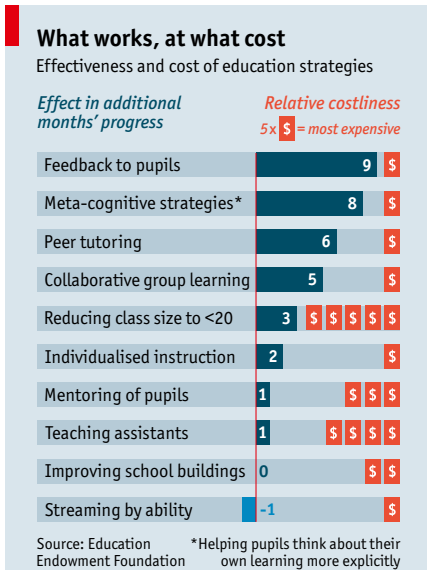 What works, at what cost
Effectiveness and cost of education strategies
Effect in additional
months' progress
Relative costliness
5x $ = most expensive
Feedback to pupils 9 $
Meta-cognitive strategies* 8 $
Peer tutoring 6 $
Collaborative group learning 5 $
Reducing class size to <20 3 $ $ $ $ $
Individualised instruction 2 $
Mentoring of pupils 1 $ $ $
Teaching assistants 1 $ $ $ $
Improving school buildings 0 $ $
Streaming by ability -1 $
Source: Education
Endowment Foundation
*Helping pupils think about their
own learning more explicitly